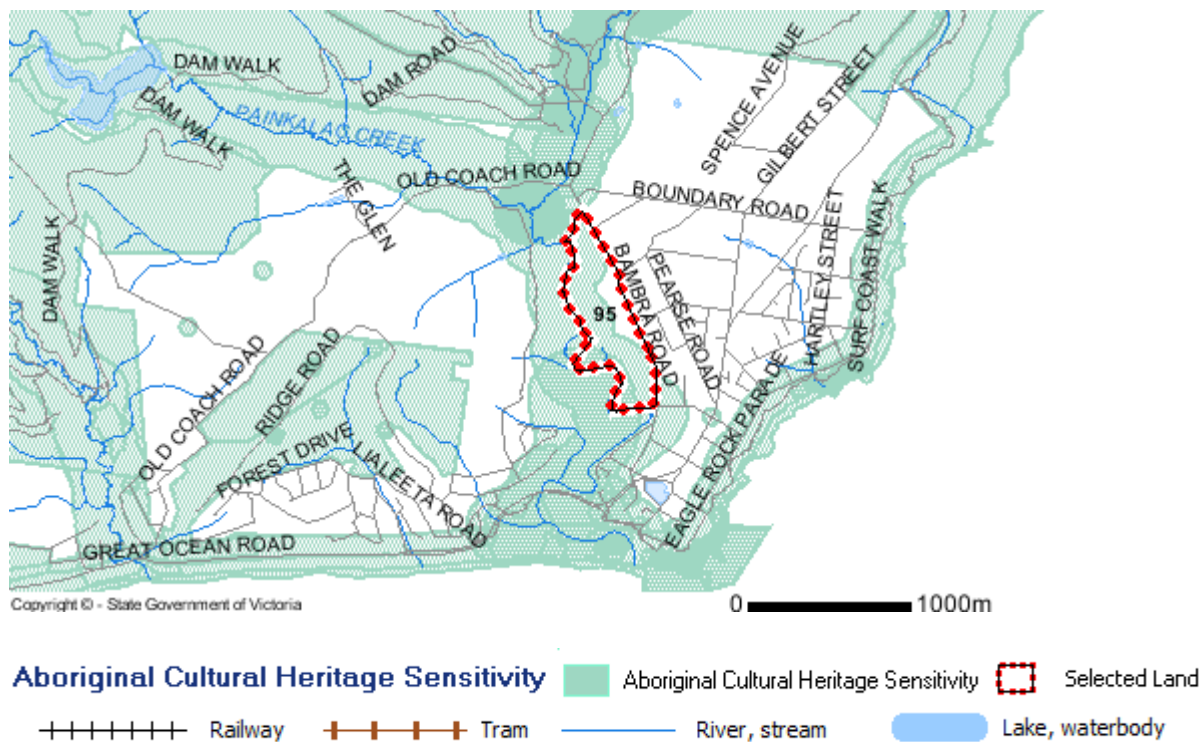 DAM WALK
DAM ROAD
DAM WALK
PAINKALAC CREEK
SPENCE AVENUE
GILBERT STREET
THE GLEN
OLD COACH ROAD
BOUNDARY ROAD
DAM WALK
BAMBRA ROAD
PEARSE ROAD
HARTLEY STREET
SURF COAST WALK
95
OLD COACH ROAD
RIDGE ROAD
FOREST DRIVE
LIALEETA ROAD
EAGLE ROCK PARADE
GREAT OCEAN ROAD
Copyright © - State Government of Victoria
0 1000m
Aboriginal Cultural Heritage Sensitivity Aboriginal Cultural Heritage Sensitivity Selected Land
Railway Tram River, stream Lake, waterbody